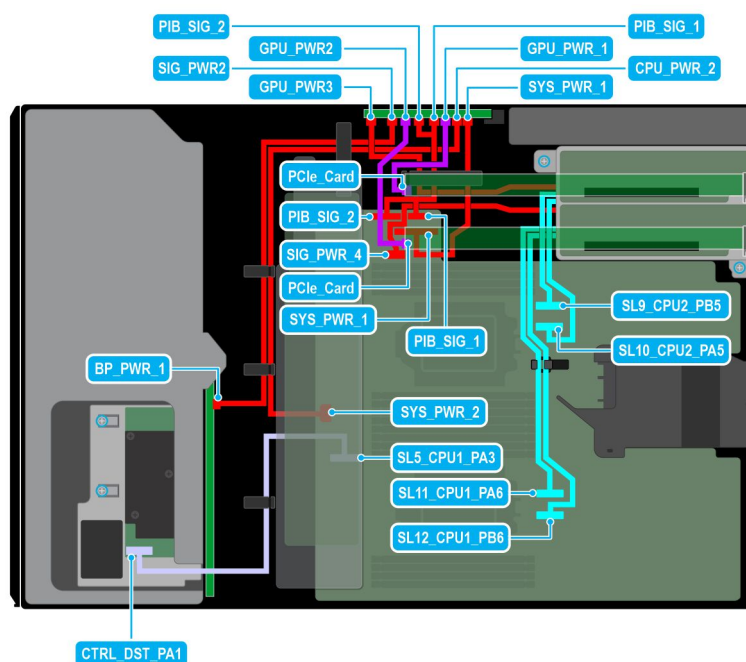 PIB_SIG_2
PIB_SIG_1
GPU_PWR2
GPU_PWR_1
SIG_PWR2
CPU_PWR_2
GPU_PWR3
SYS_PWR_1
PCIe_Card
PIB_SIG_2
SIG_PWR_4
PCIe_Card
SYS_PWR_1
PIB_SIG_1
SL9_CPU2_PB5
SL10_CPU2_PA5
BP_PWR_1
SYS_PWR_2
SL5_CPU1_PA3
SL11_CPU1_PA6
SL12_CPU1_PB6
CTRL_DST_PA1